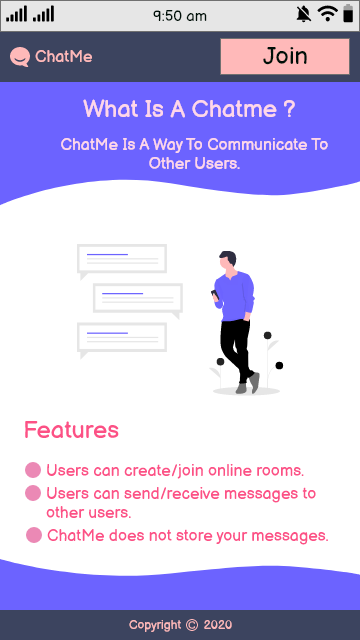 9:50 am
ChatMe
Join
What Is A Chatme ?
ChatMe Is A Way To Communicate To
Other Users.
Features
Users can create/join online rooms.
Users can send/receive messages to
other users.
ChatMe does not store your messages.
Copyright © 2020